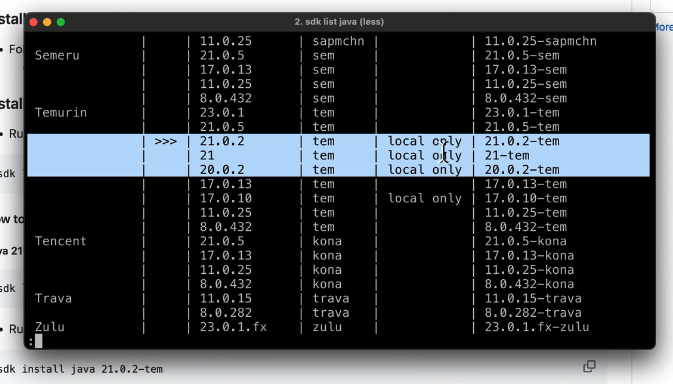 2. sdk list java (less)
| | 11.0.25 | sapmchn | | 11.0.25-sapmchn
Semeru | | 21.0.5 | sem | | 21.0.5-sem
| | 17.0.13 | sem | | 17.0.13-sem
| | 11.0.25 | sem | | 11.0.25-sem
| | 8.0.432 | sem | | 8.0.432-sem
Temurin | | 23.0.1 | tem | | 23.0.1-tem
| | 21.0.5 | tem | | 21.0.5-tem
| >>> | 21.0.2 | tem | local only | 21.0.2-tem
| | 21 | tem | local only | 21-tem
| | 20.0.2 | tem | local only | 20.0.2-tem
| | 17.0.13 | tem | | 17.0.13-tem
| | 17.0.10 | tem | local only | 17.0.10-tem
| | 11.0.25 | tem | | 11.0.25-tem
| | 8.0.432 | tem | | 8.0.432-tem
Tencent | | 21.0.5 | kona | | 21.0.5-kona
| | 17.0.13 | kona | | 17.0.13-kona
| | 11.0.25 | kona | | 11.0.25-kona
| | 8.0.432 | kona | | 8.0.432-kona
Trava | | 11.0.15 | trava | | 11.0.15-trava
| | 8.0.282 | trava | | 8.0.282-trava
Zulu | | 23.0.1.fx | zulu | | 23.0.1.fx-zulu
:
sdk install java 21.0.2-tem